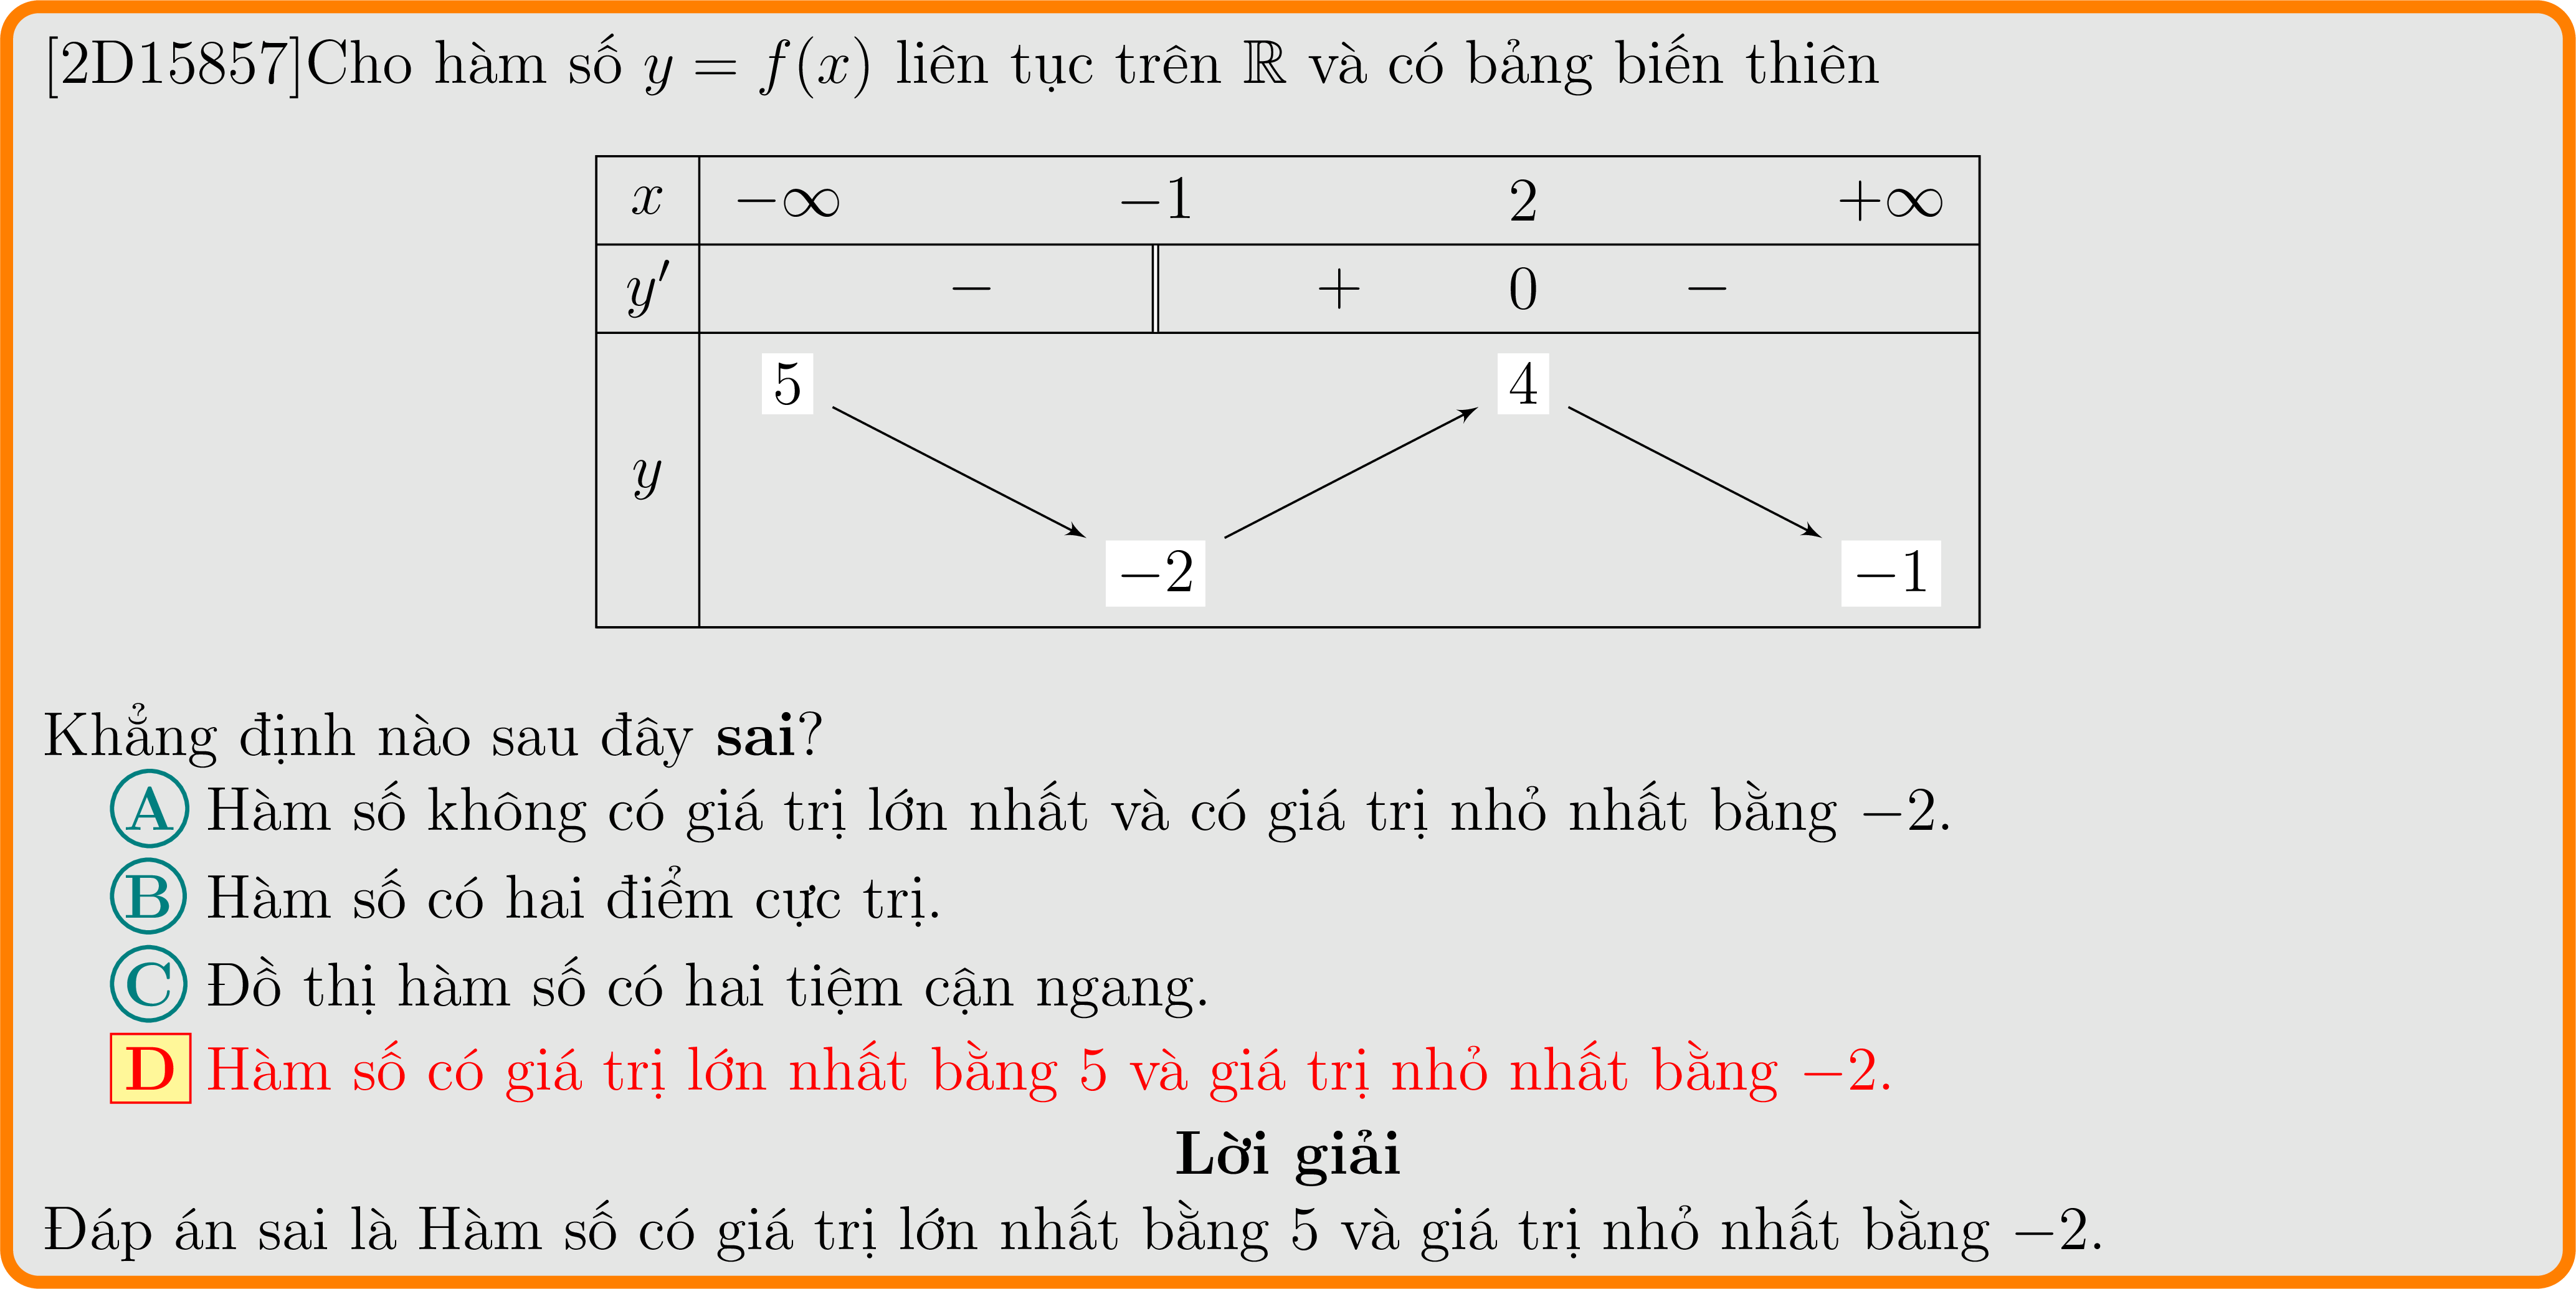 [2D15857]Cho hàm số y = f(x) liên tục trên ℝ và có bảng biến thiên
x −∞ −1 2 +∞
y′ − + 0 −
5 4
y
−2 −1
Khẳng định nào sau đây sai?
A Hàm số không có giá trị lớn nhất và có giá trị nhỏ nhất bằng −2.
B Hàm số có hai điểm cực trị.
C Đồ thị hàm số có hai tiệm cận ngang.
D Hàm số có giá trị lớn nhất bằng 5 và giá trị nhỏ nhất bằng −2.
Lời giải
Đáp án sai là Hàm số có giá trị lớn nhất bằng 5 và giá trị nhỏ nhất bằng −2.